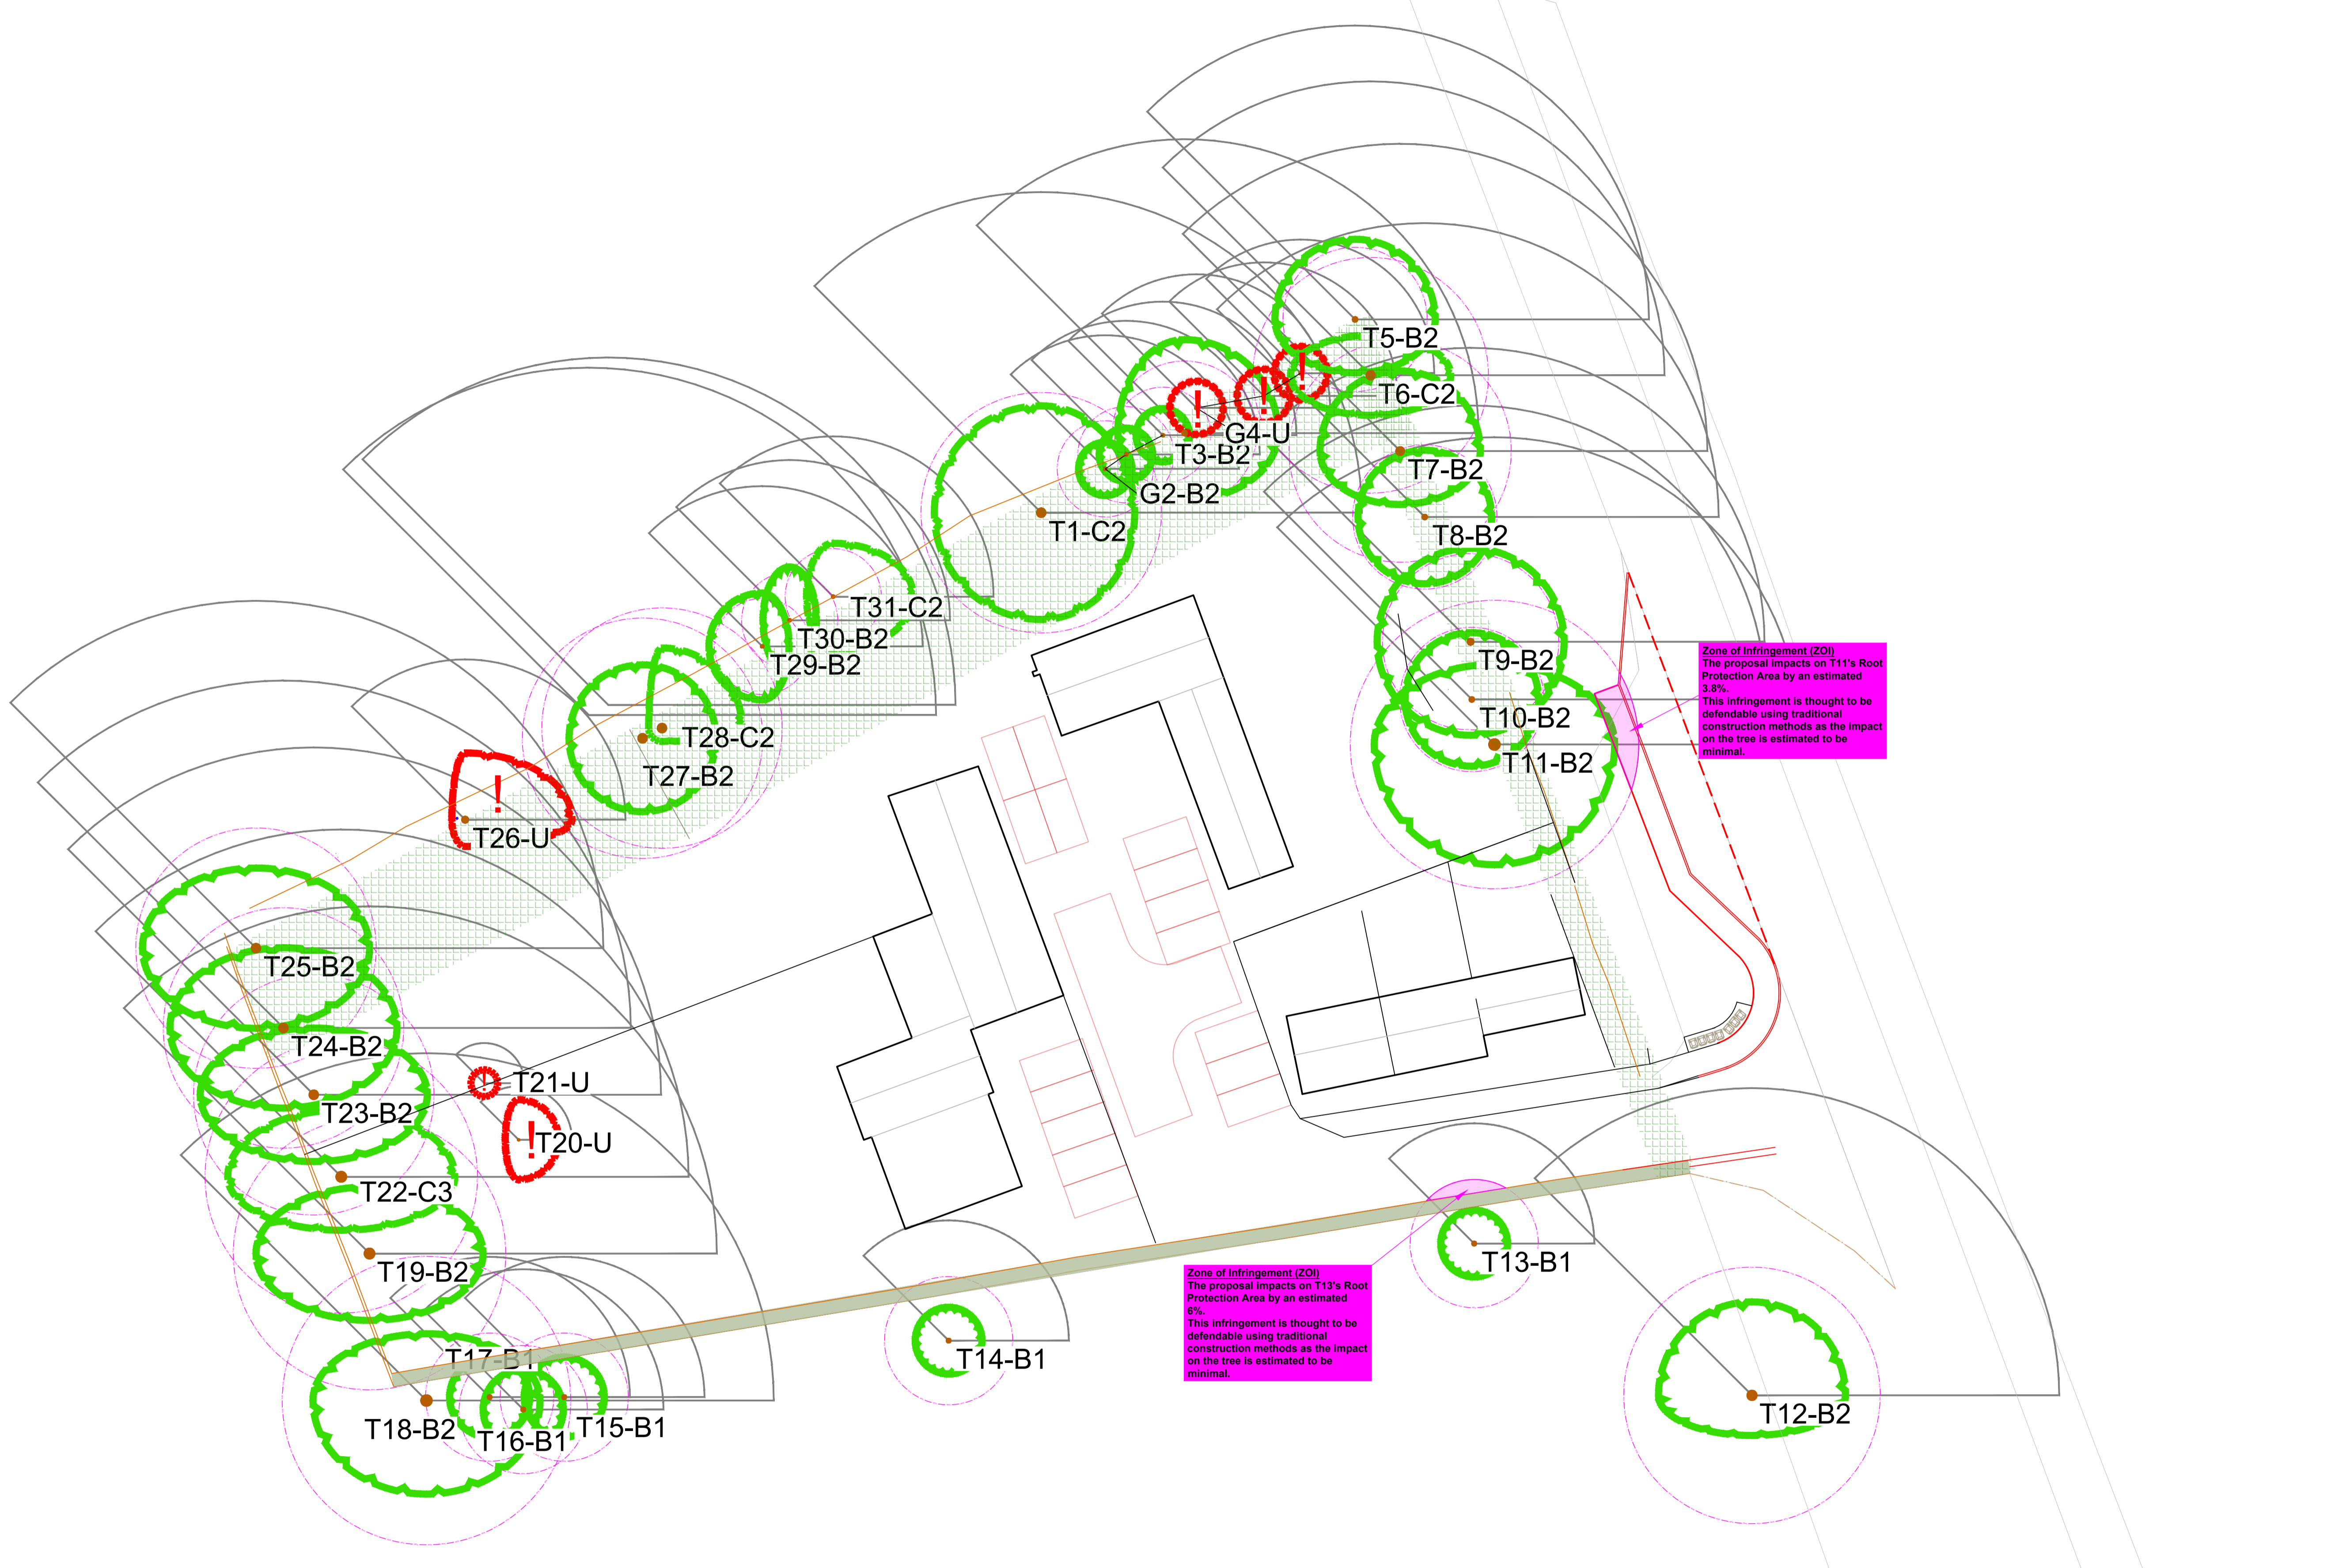 T5-B2
T6-C2
G4-U
T3-B2
T7-B2
G2-B2
T1-C2
T8-B2
T31-C2
T30-B2
T29-B2
T9-B2
T10-B2
T11-B2
Zone of Infringement (ZOI)
The proposal impacts on T11's Root
Protection Area by an estimated
3.8%.
This infringement is thought to be
defendable using traditional
construction methods as the impact
on the tree is estimated to be
minimal.
T28-C2
T27-B2
T26-U
T25-B2
T24-B2
T21-U
T23-B2
T20-U
T22-C3
T19-B2
T13-B1
Zone of Infringement (ZOI)
The proposal impacts on T13's Root
Protection Area by an estimated
6%.
This infringement is thought to be
defendable using traditional
construction methods as the impact
on the tree is estimated to be
minimal.
T17-B1
T14-B1
T12-B2
T18-B2
T16-B1
T15-B1